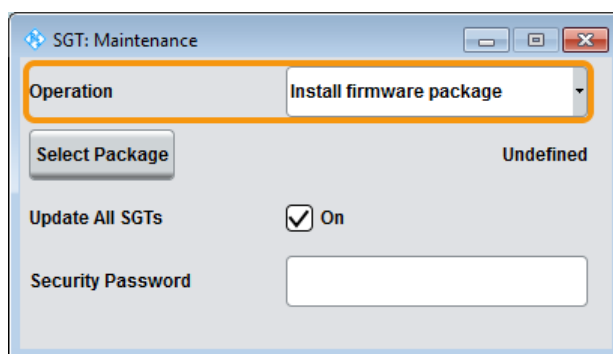 SGT: Maintenance
Operation Install firmware package
Select Package Undefined
Update All SGTs On
Security Password